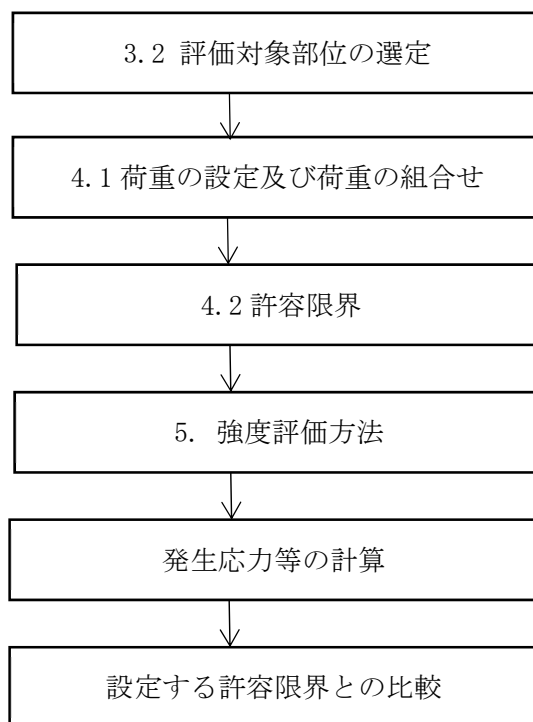 3.2 評価対象部位の選定
4.1 荷重の設定及び荷重の組合せ
4.2 許容限界
5. 強度評価方法
発生応力等の計算
設定する許容限界との比較